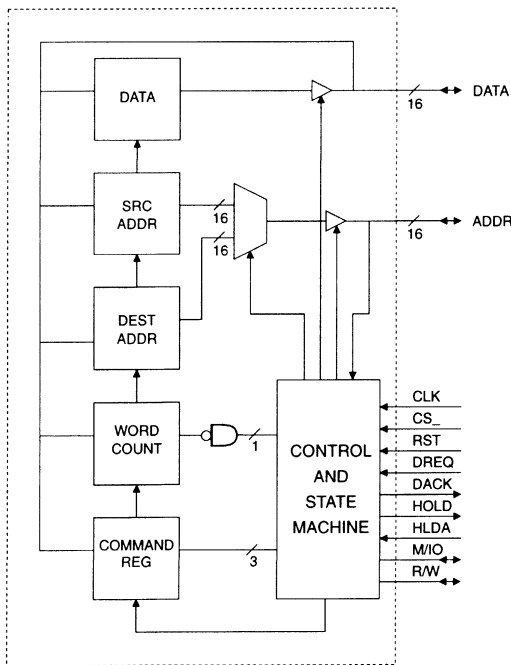 DATA
16
DATA
SRC
ADDR
16
16
16
ADDR
DEST
ADDR
WORD
COUNT
1
COMMAND
REG
3
CONTROL
AND
STATE
MACHINE
CLK
CS_
RST
DREQ
DACK
HOLD
HLDA
M/IO
R/W